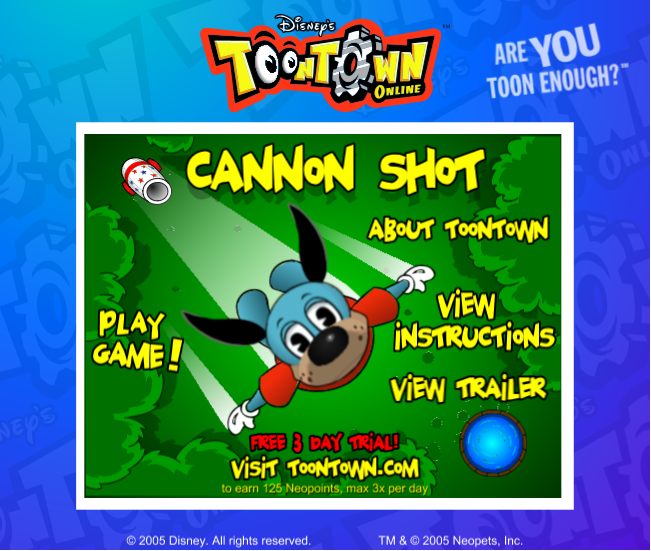 Disney's
TOONTOWN
ONLINE™
ARE YOU
TOON ENOUGH?™
CANNON SHOT
ABOUT TOONTOWN
PLAY
GAME!
VIEW
INSTRUCTIONS
VIEW TRAILER
FREE 3 DAY TRIAL!
VISIT TOONTOWN.COM
to earn 125 Neopoints, max 3x per day
© 2005 Disney. All rights reserved. TM & © 2005 Neopets, Inc.